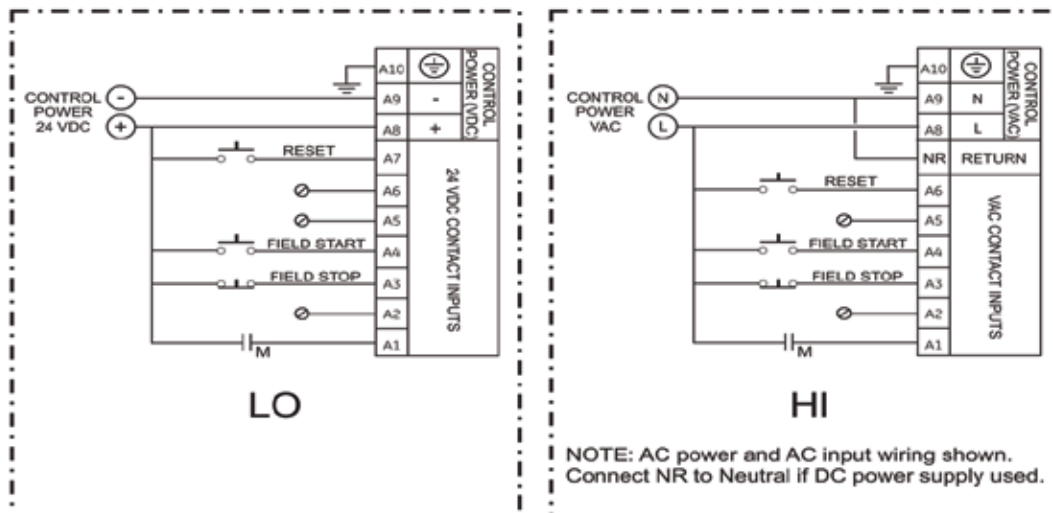 CONTROL
POWER
24 VDC
-
+
A10
A9
-
A8
+
CONTROL
POWER (VDC)
RESET
A7
A6
A5
FIELD START
A4
FIELD STOP
A3
A2
M
A1
24 VDC CONTACT INPUTS
LO
CONTROL
POWER
VAC
N
L
A10
A9
N
A8
L
CONTROL
POWER (VAC)
NR
RETURN
RESET
A6
A5
FIELD START
A4
FIELD STOP
A3
A2
M
A1
VAC CONTACT INPUTS
HI
NOTE: AC power and AC input wiring shown.
Connect NR to Neutral if DC power supply used.